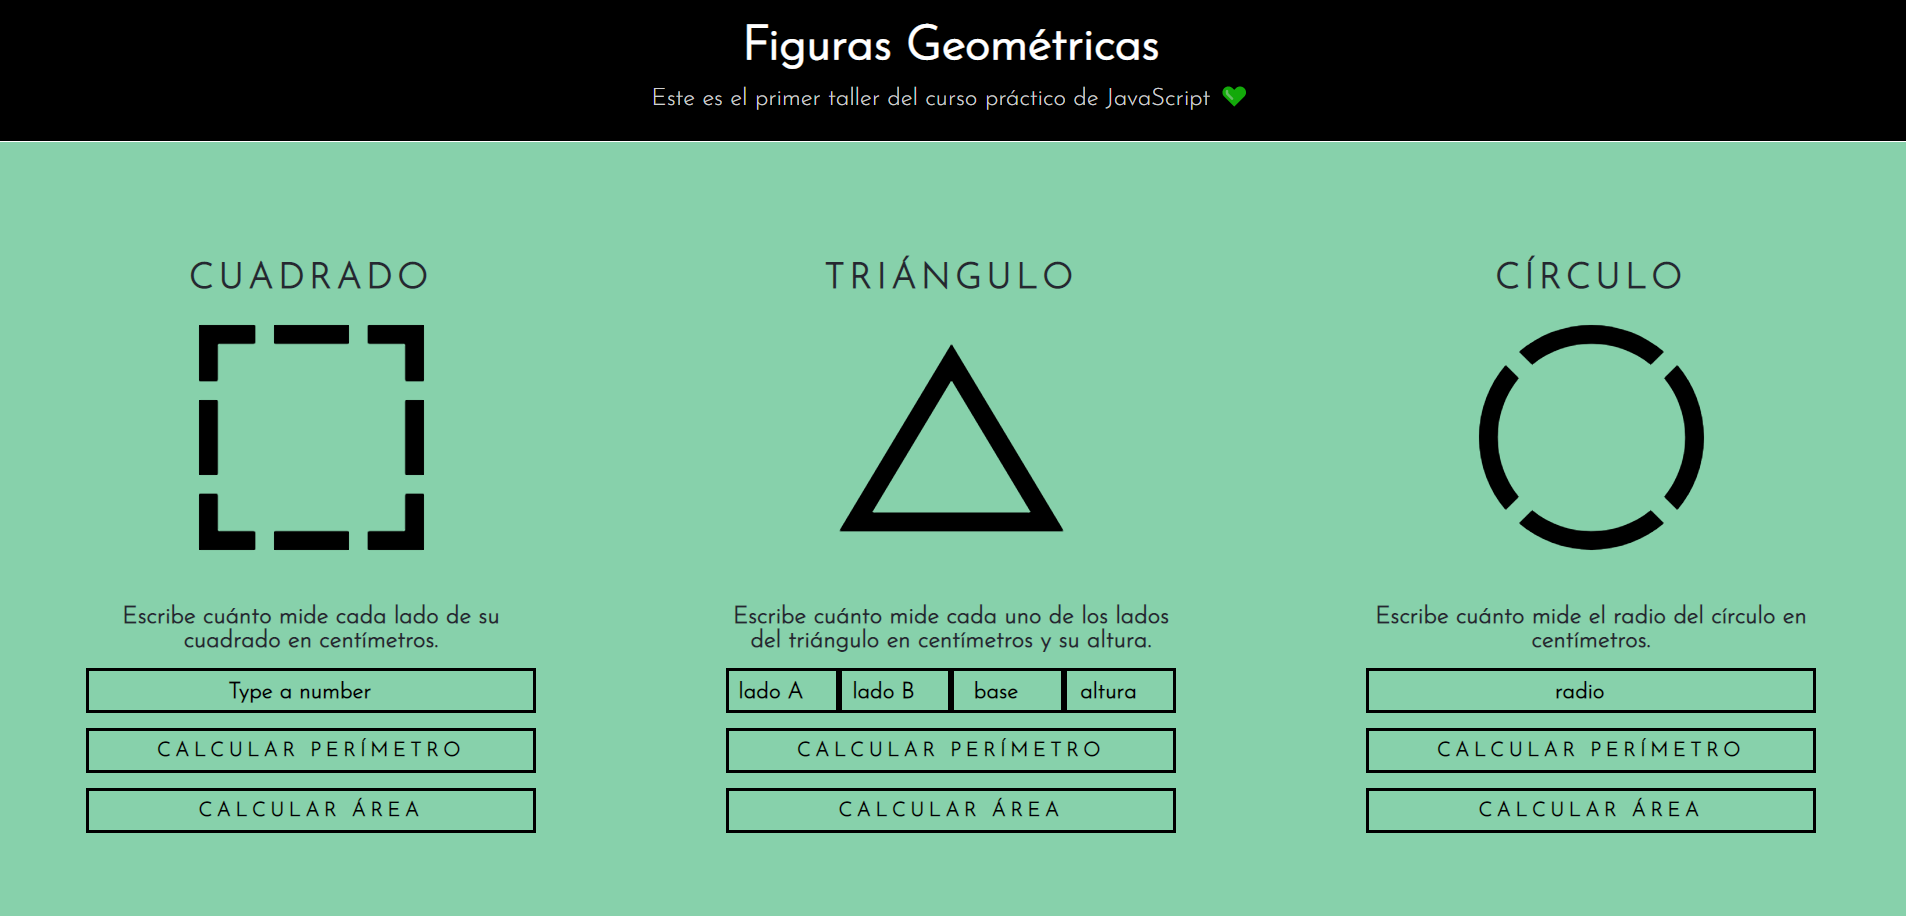 Figuras Geométricas
Este es el primer taller del curso práctico de JavaScript 💚
CUADRADO
Escribe cuánto mide cada lado de su
cuadrado en centímetros.
Type a number
CALCULAR PERÍMETRO
CALCULAR ÁREA
TRIÁNGULO
Escribe cuánto mide cada uno de los lados
del triángulo en centímetros y su altura.
lado A lado B base altura
CALCULAR PERÍMETRO
CALCULAR ÁREA
CÍRCULO
Escribe cuánto mide el radio del círculo en
centímetros.
radio
CALCULAR PERÍMETRO
CALCULAR ÁREA